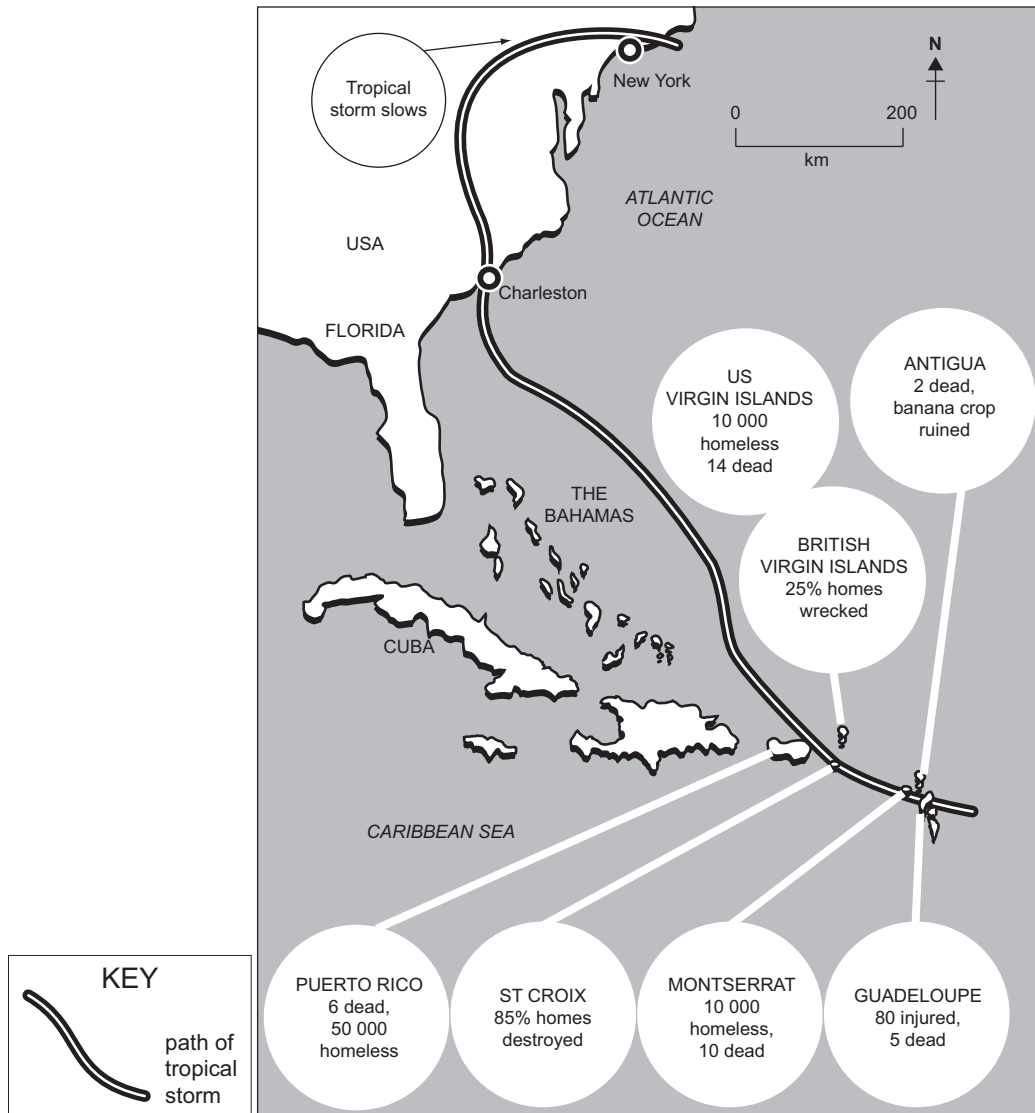 Tropical
storm slows
New York
N
0
200
km
ATLANTIC
OCEAN
USA
Charleston
FLORIDA
US
VIRGIN ISLANDS
10 000
homeless
14 dead
ANTIGUA
2 dead,
banana crop
ruined
THE
BAHAMAS
BRITISH
VIRGIN ISLANDS
25% homes
wrecked
CUBA
CARIBBEAN SEA
PUERTO RICO
6 dead,
50 000
homeless
ST CROIX
85% homes
destroyed
MONTSERRAT
10 000
homeless,
10 dead
GUADELOUPE
80 injured,
5 dead
KEY
path of
tropical
storm